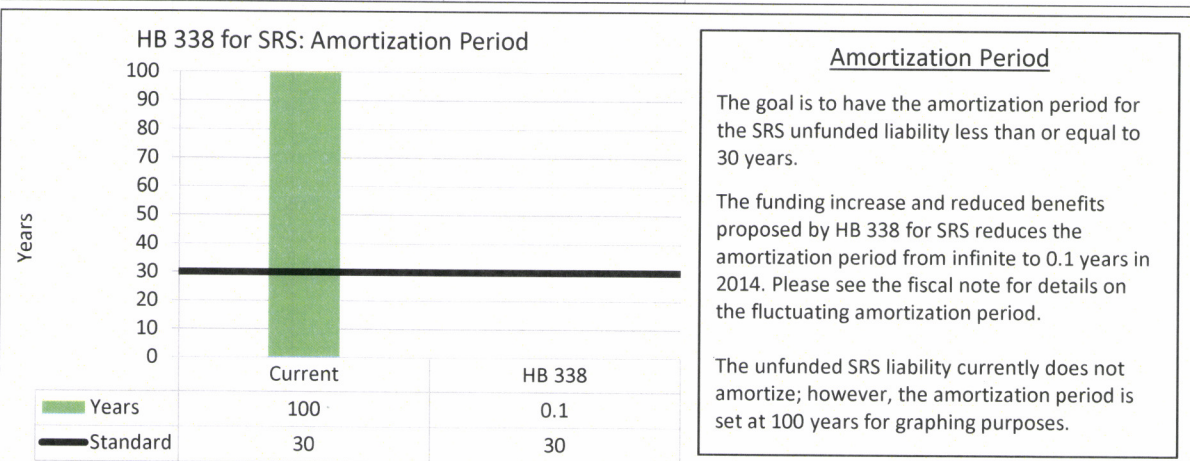 HB 338 for SRS: Amortization Period
Years
100
90
80
70
60
50
40
30
20
10
0
Current HB 338
Years 100 0.1
Standard 30 30
Amortization Period
The goal is to have the amortization period for
the SRS unfunded liability less than or equal to
30 years.
The funding increase and reduced benefits
proposed by HB 338 for SRS reduces the
amortization period from infinite to 0.1 years in
2014. Please see the fiscal note for details on
the fluctuating amortization period.
The unfunded SRS liability currently does not
amortize; however, the amortization period is
set at 100 years for graphing purposes.